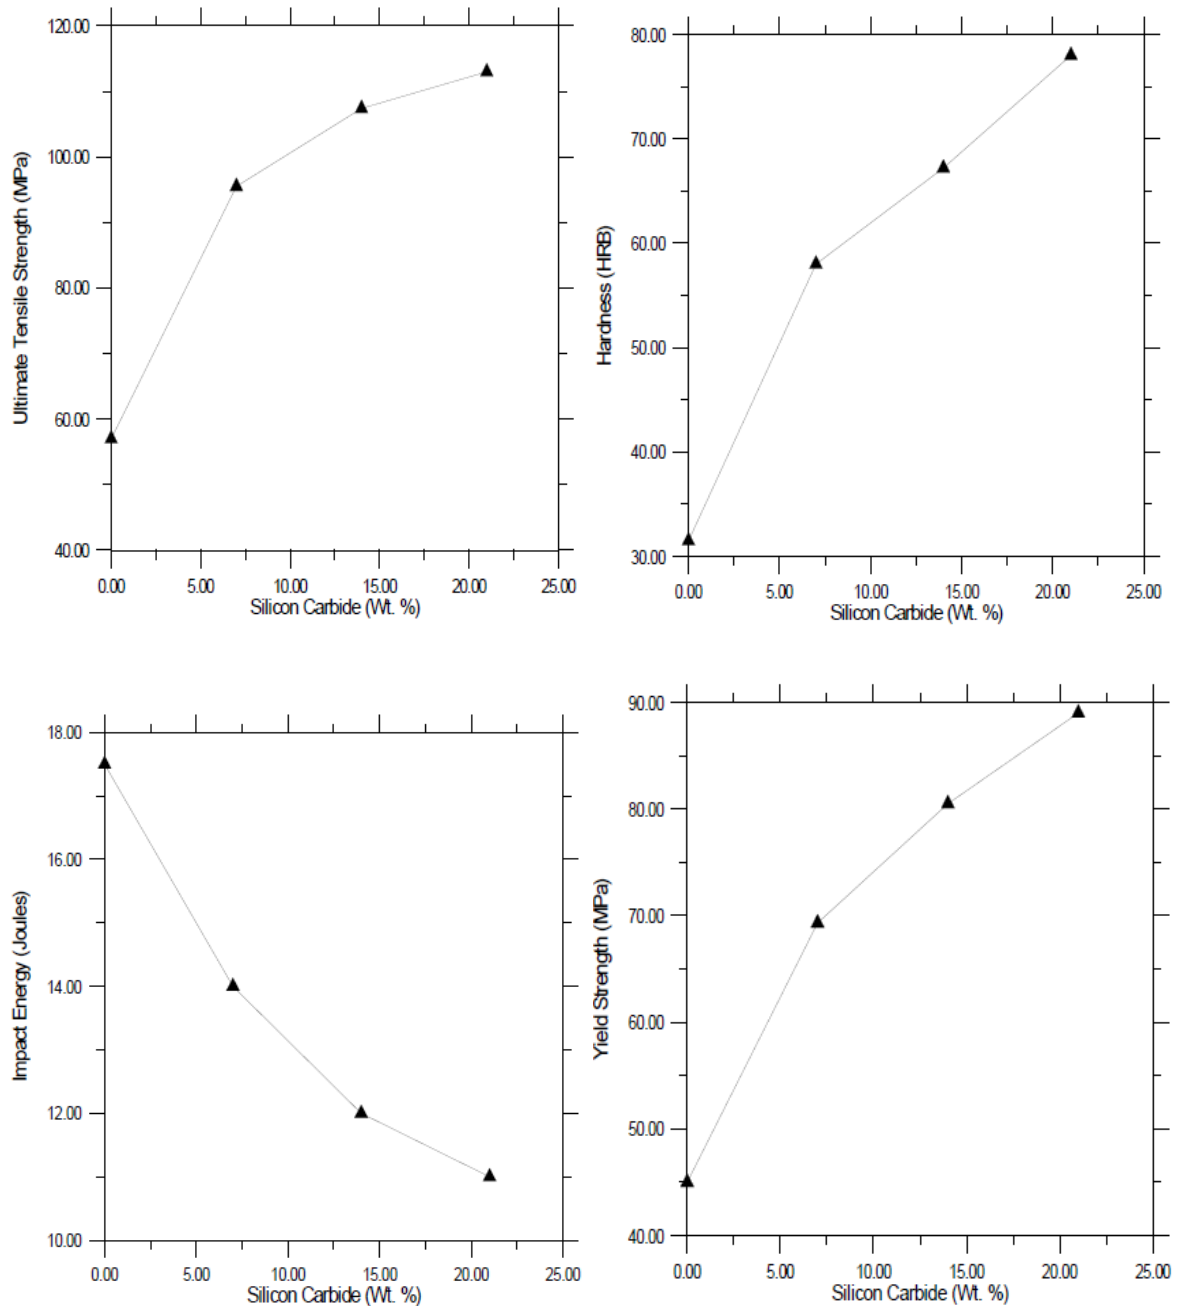 120.00
100.00
80.00
60.00
40.00
Ultimate Tensile Strength (MPa)
0.00 5.00 10.00 15.00 20.00 25.00
Silicon Carbide (Wt. %)
80.00
70.00
60.00
50.00
40.00
30.00
Hardness (HRB)
0.00 5.00 10.00 15.00 20.00 25.00
Silicon Carbide (Wt. %)
18.00
16.00
14.00
12.00
10.00
Impact Energy (Joules)
0.00 5.00 10.00 15.00 20.00 25.00
Silicon Carbide (Wt. %)
90.00
80.00
70.00
60.00
50.00
40.00
Yield Strength (MPa)
0.00 5.00 10.00 15.00 20.00 25.00
Silicon Carbide (Wt. %)